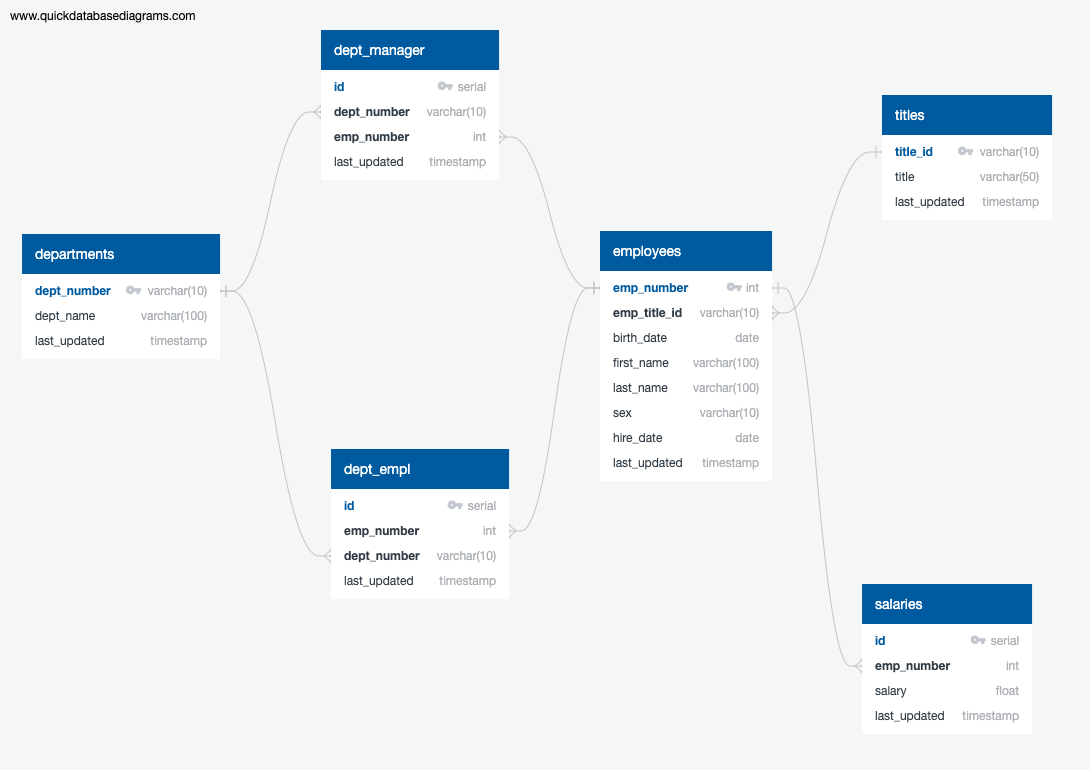 www.quickdatabasediagrams.com
dept_manager
id serial
dept_number varchar(10)
emp_number int
last_updated timestamp
titles
title_id varchar(10)
title varchar(50)
last_updated timestamp
departments
dept_number varchar(10)
dept_name varchar(100)
last_updated timestamp
employees
emp_number int
emp_title_id varchar(10)
birth_date date
first_name varchar(100)
last_name varchar(100)
sex varchar(10)
hire_date date
last_updated timestamp
dept_empl
id serial
emp_number int
dept_number varchar(10)
last_updated timestamp
salaries
id serial
emp_number int
salary float
last_updated timestamp